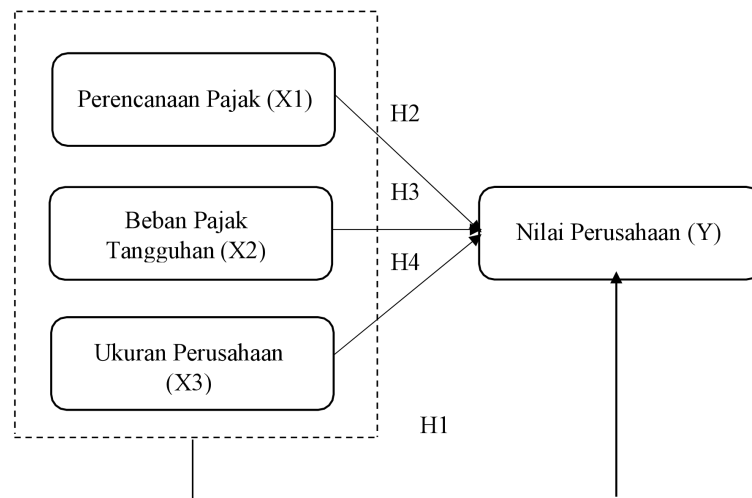 Perencanaan Pajak (X1)
H2
H3
Beban Pajak
Tangguhan (X2)
Nilai Perusahaan (Y)
H4
Ukuran Perusahaan
(X3)
H1